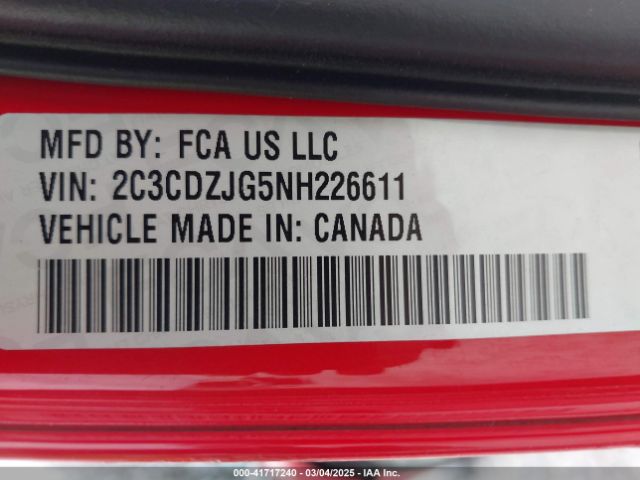 MFD BY: FCA US LLC
VIN: 2C3CDZJG5NH226611
VEHICLE MADE IN: CANADA
000-41717240 - 03/04/2025 - IAA Inc.